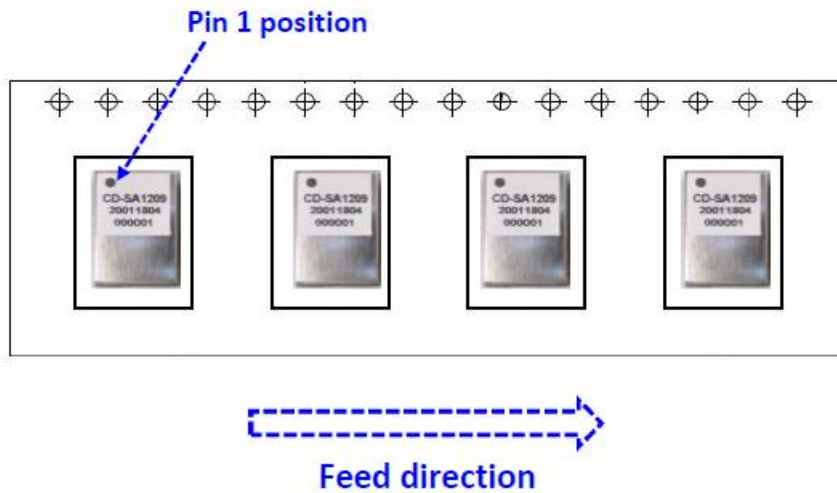 Pin 1 position
CD-SA1209
20011804
000001
CD-SA1209
20011804
000001
CD-SA1209
20011804
000001
CD-SA1209
20011804
000001
Feed direction